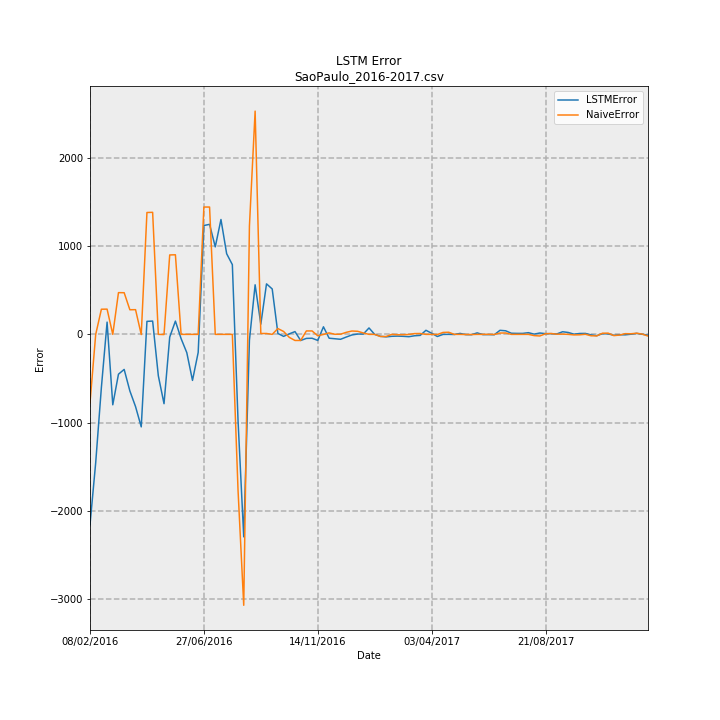 LSTM Error
SaoPaulo_2016-2017.csv
LSTMError
NaiveError
2000
1000
0
−1000
−2000
−3000
Error
08/02/2016 27/06/2016 14/11/2016 03/04/2017 21/08/2017
Date